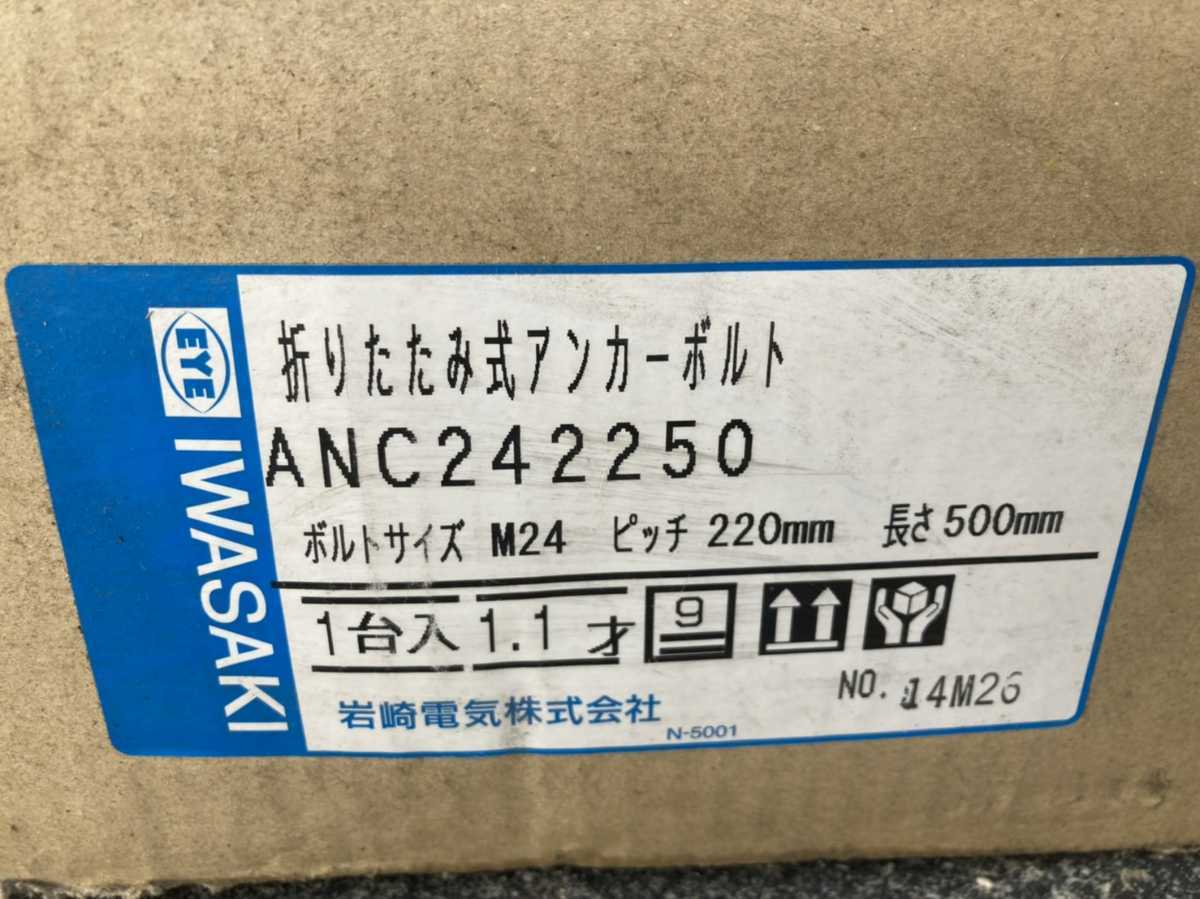 EYE
IWASAKI
折りたたみ式アンカーボルト
ANC242250
ボルトサイズ M24 ピッチ 220mm 長さ 500mm
1台入 1.1才 9
NO. 14M26
岩崎電気株式会社
N-5001